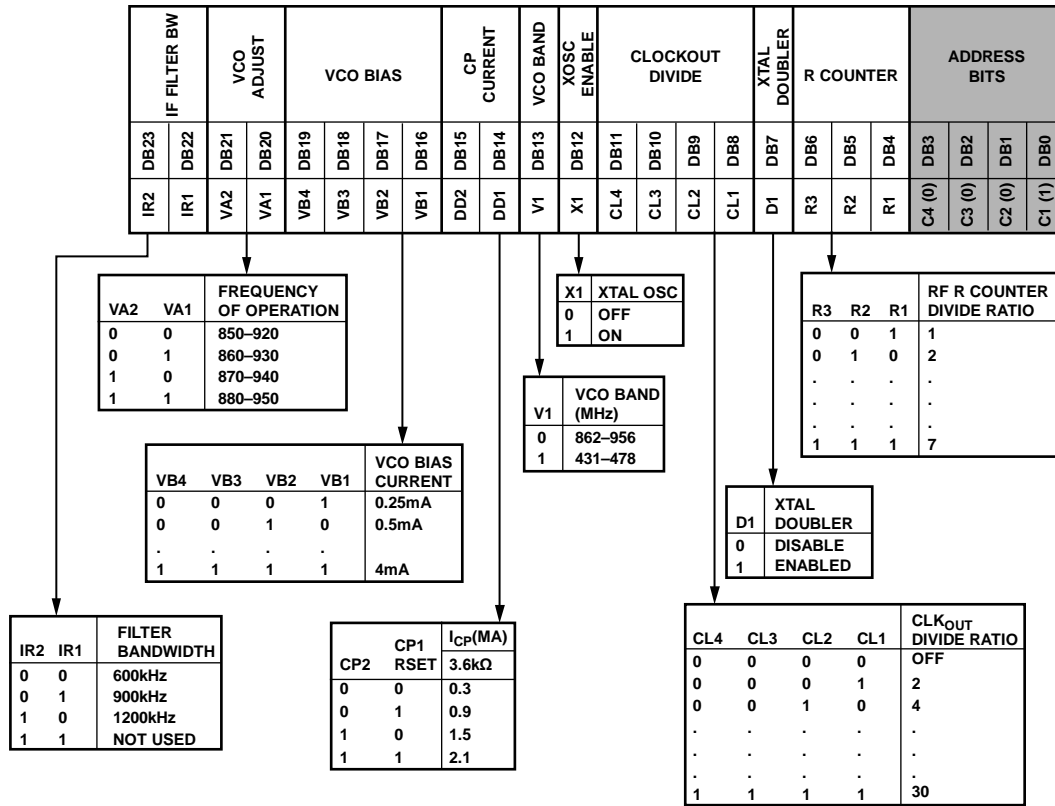 IF FILTER BW
VCO ADJUST
VCO BIAS
CP CURRENT
VCO BAND
XOSC ENABLE
CLOCKOUT DIVIDE
XTAL DOUBLER
R COUNTER
ADDRESS BITS
DB23 DB22 DB21 DB20 DB19 DB18 DB17 DB16 DB15 DB14 DB13 DB12 DB11 DB10 DB9 DB8 DB7 DB6 DB5 DB4 DB3 DB2 DB1 DB0
IR2 IR1 VA2 VA1 VB4 VB3 VB2 VB1 DD2 DD1 V1 X1 CL4 CL3 CL2 CL1 D1 R3 R2 R1 C4 (0) C3 (0) C2 (0) C1 (1)
VA2 VA1 FREQUENCY OF OPERATION
0 0 850–920
0 1 860–930
1 0 870–940
1 1 880–950
X1 XTAL OSC
0 OFF
1 ON
R3 R2 R1 RF R COUNTER DIVIDE RATIO
0 0 1 1
0 1 0 2
. . . .
. . . .
. . . .
1 1 1 7
V1 VCO BAND (MHz)
0 862–956
1 431–478
VB4 VB3 VB2 VB1 VCO BIAS CURRENT
0 0 0 1 0.25mA
0 0 1 0 0.5mA
. . . .
1 1 1 1 4mA
D1 XTAL DOUBLER
0 DISABLE
1 ENABLED
IR2 IR1 FILTER BANDWIDTH
0 0 600kHz
0 1 900kHz
1 0 1200kHz
1 1 NOT USED
CP2 CP1 RSET ICP(MA)
3.6kΩ
0 0 0.3
0 1 0.9
1 0 1.5
1 1 2.1
CL4 CL3 CL2 CL1 CLKOUT DIVIDE RATIO
0 0 0 0 OFF
0 0 0 1 2
0 0 1 0 4
. . . . .
. . . . .
. . . . .
1 1 1 1 30